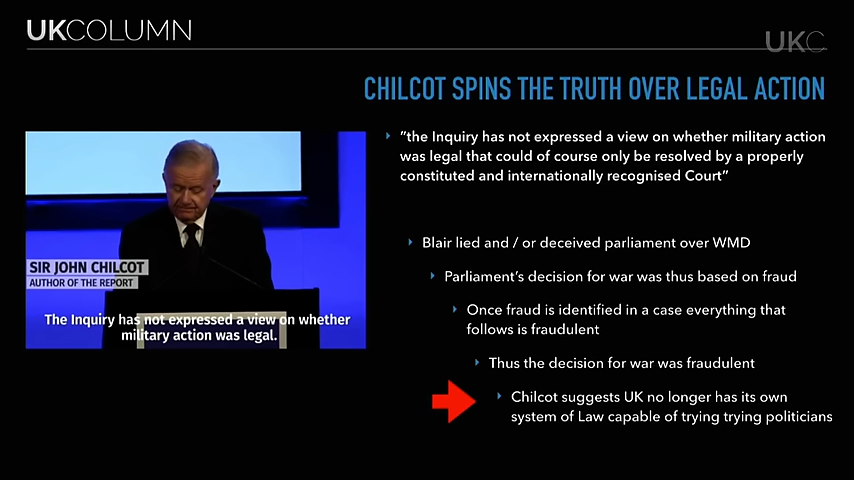 UKCOLUMN
UKC
CHILCOT SPINS THE TRUTH OVER LEGAL ACTION
"the Inquiry has not expressed a view on whether military action
was legal that could of course only be resolved by a properly
constituted and internationally recognised Court"
Blair lied and / or deceived parliament over WMD
Parliament's decision for war was thus based on fraud
Once fraud is identified in a case everything that
follows is fraudulent
Thus the decision for war was fraudulent
Chilcot suggests UK no longer has its own
system of Law capable of trying trying politicians
SIR JOHN CHILCOT
AUTHOR OF THE REPORT
The Inquiry has not expressed a view on whether
military action was legal.